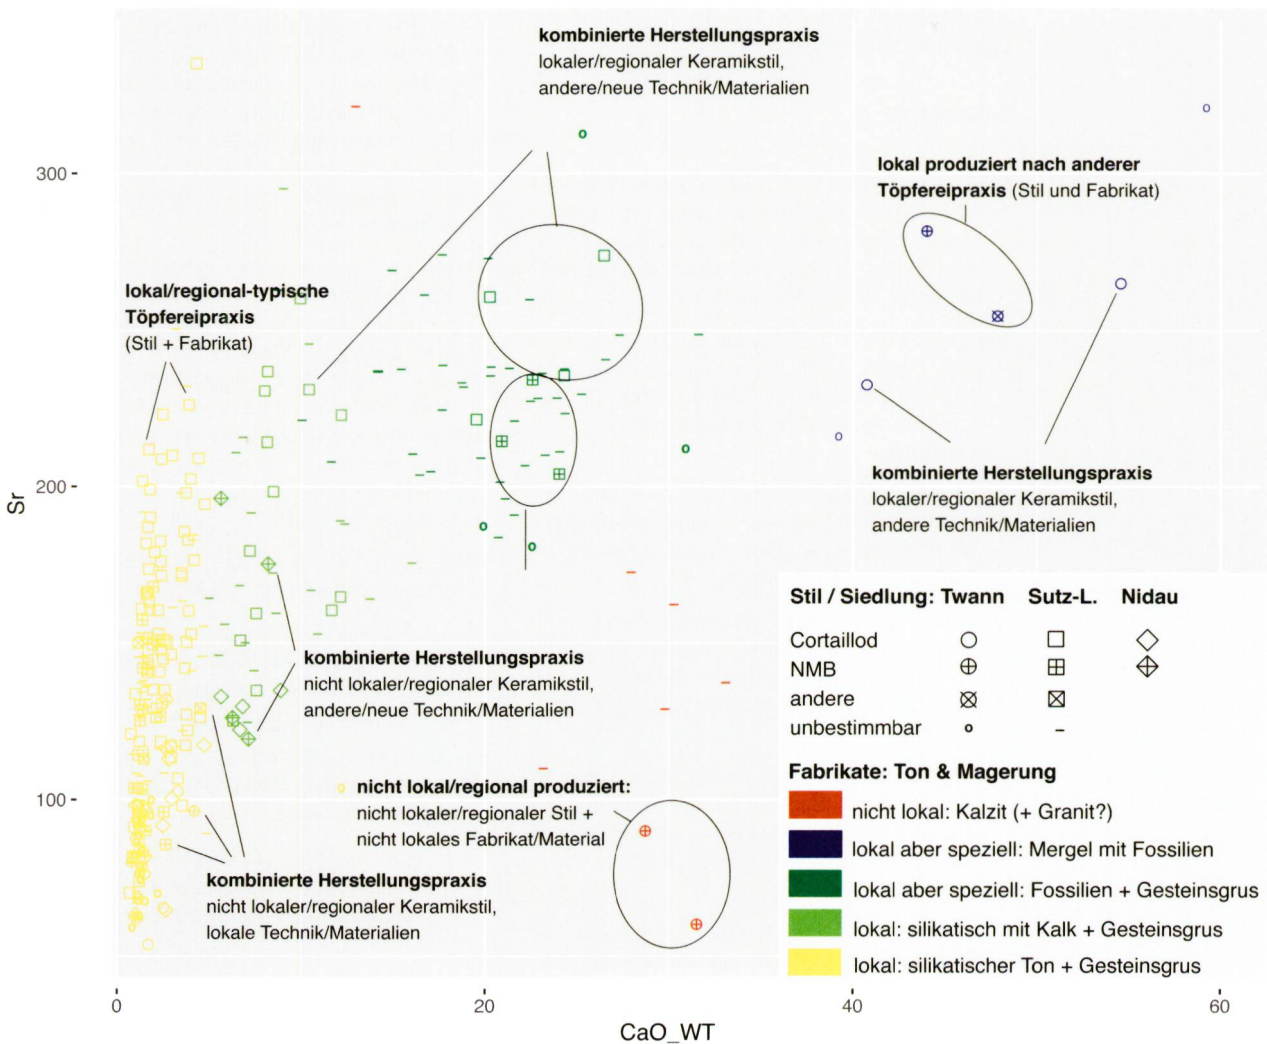 kombinierte Herstellungspraxis
lokaler/regionaler Keramikstil,
andere/neue Technik/Materialien
lokal produziert nach anderer
Töpfereipraxis (Stil und Fabrikat)
300
lokal/regional-typische
Töpfereipraxis
(Stil + Fabrikat)
kombinierte Herstellungspraxis
lokaler/regionaler Keramikstil,
andere Technik/Materialien
200
Sr
kombinierte Herstellungspraxis
nicht lokaler/regionaler Keramikstil,
andere/neue Technik/Materialien
Stil / Siedlung: Twann Sutz-L. Nidau
Cortaillod
NMB
andere
unbestimmbar
100
nicht lokal/regional produziert:
nicht lokaler/regionaler Stil +
nicht lokales Fabrikat/Material
Fabrikate: Ton & Magerung
nicht lokal: Kalzit (+ Granit?)
lokal aber speziell: Mergel mit Fossilien
lokal aber speziell: Fossilien + Gesteinsgrus
lokal: silikatisch mit Kalk + Gesteinsgrus
lokal: silikatischer Ton + Gesteinsgrus
kombinierte Herstellungspraxis
nicht lokaler/regionaler Keramikstil,
lokale Technik/Materialien
0 20 40 60
CaO_WT